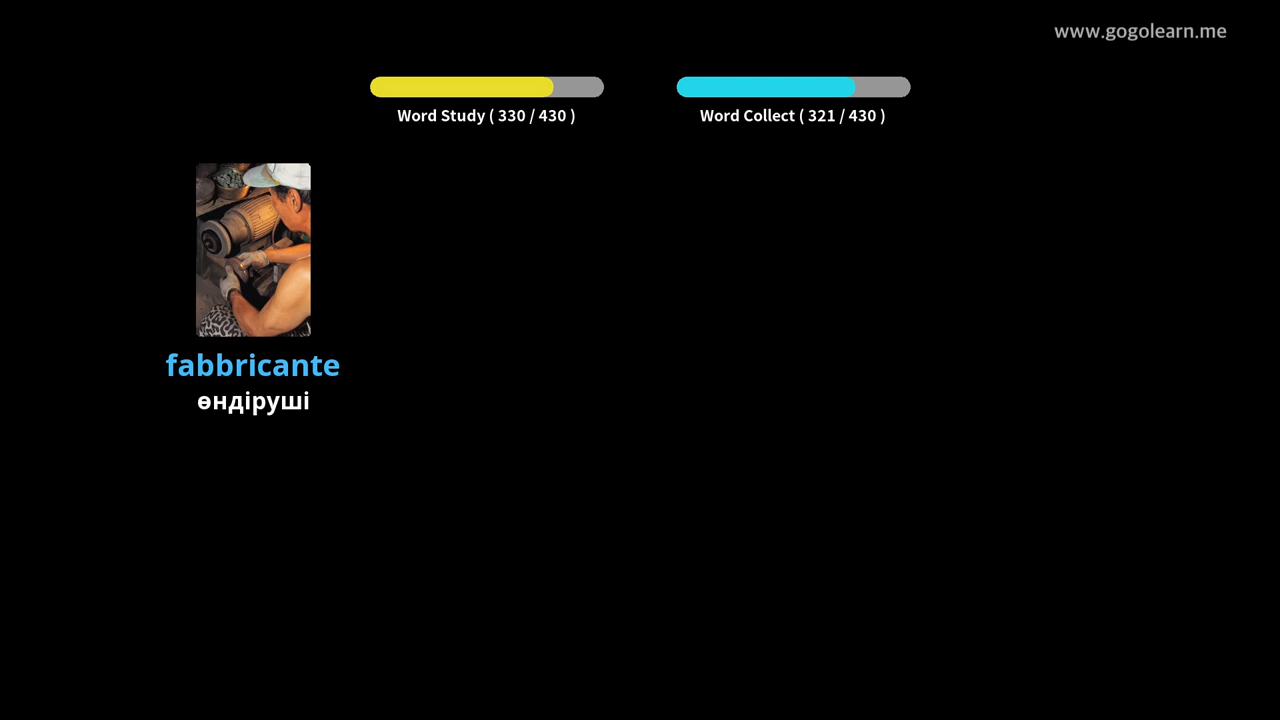 www.gogolearn.me
Word Study ( 330 / 430 )
Word Collect ( 321 / 430 )
fabbricante
өндіруші